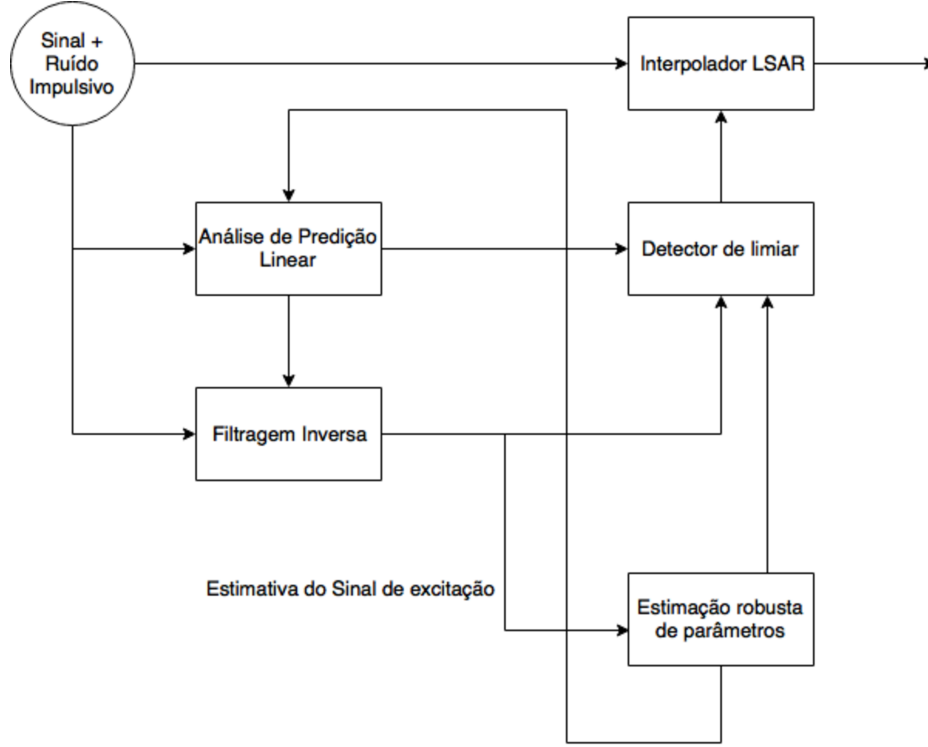 Sinal +
Ruído
Impulsivo
Interpolador LSAR
Análise de Predição
Linear
Detector de limiar
Filtragem Inversa
Estimativa do Sinal de excitação
Estimação robusta
de parâmetros